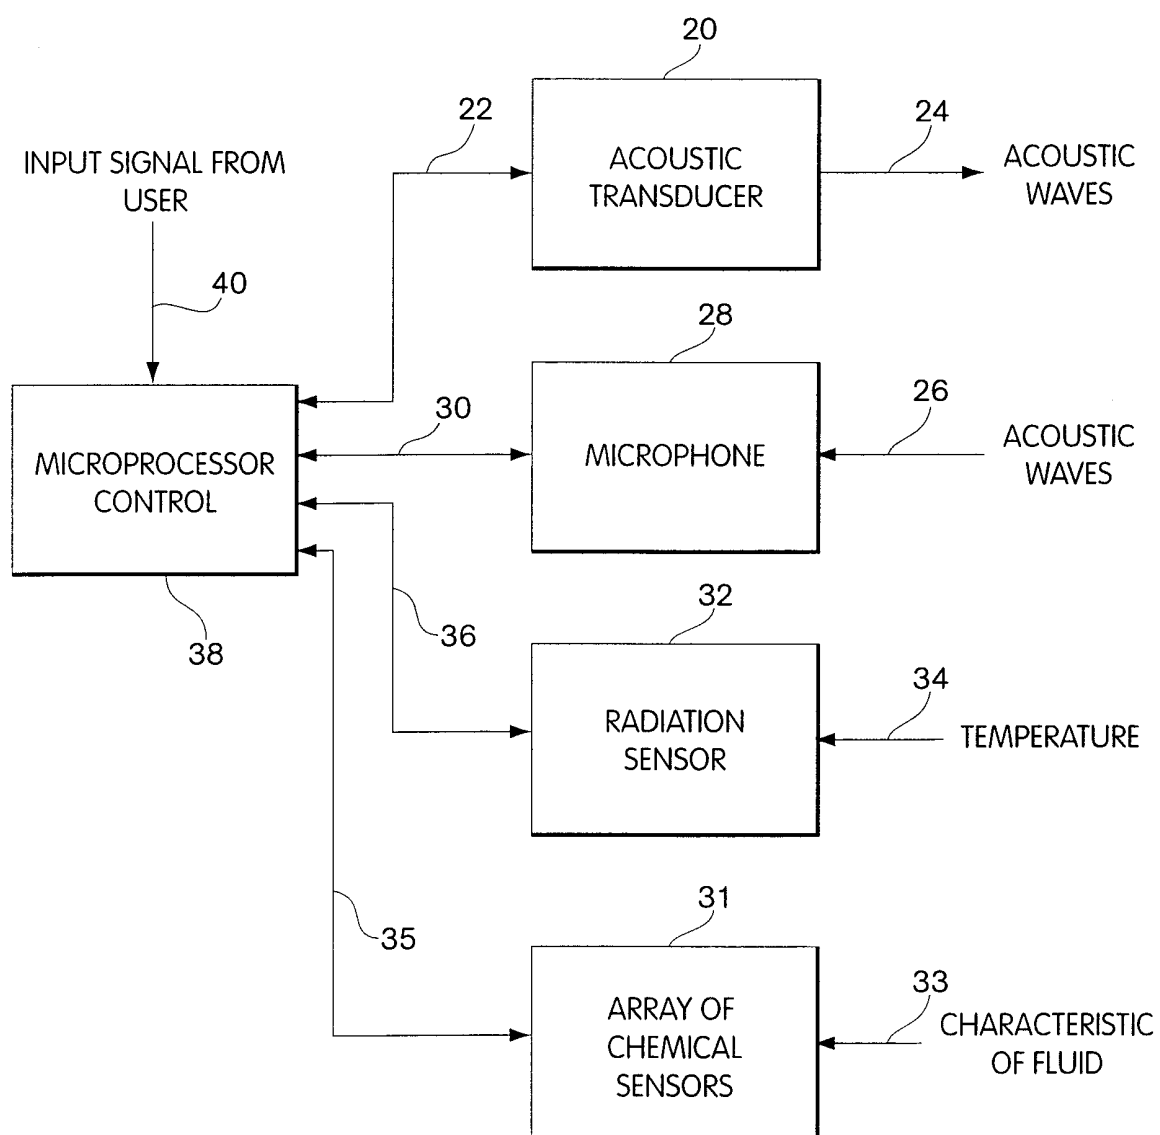 20
22
24
INPUT SIGNAL FROM
USER
ACOUSTIC
TRANSDUCER
ACOUSTIC
WAVES
40
28
30
26
MICROPROCESSOR
CONTROL
MICROPHONE
ACOUSTIC
WAVES
38
36
32
34
RADIATION
SENSOR
TEMPERATURE
31
35
33
ARRAY OF
CHEMICAL
SENSORS
CHARACTERISTIC
OF FLUID